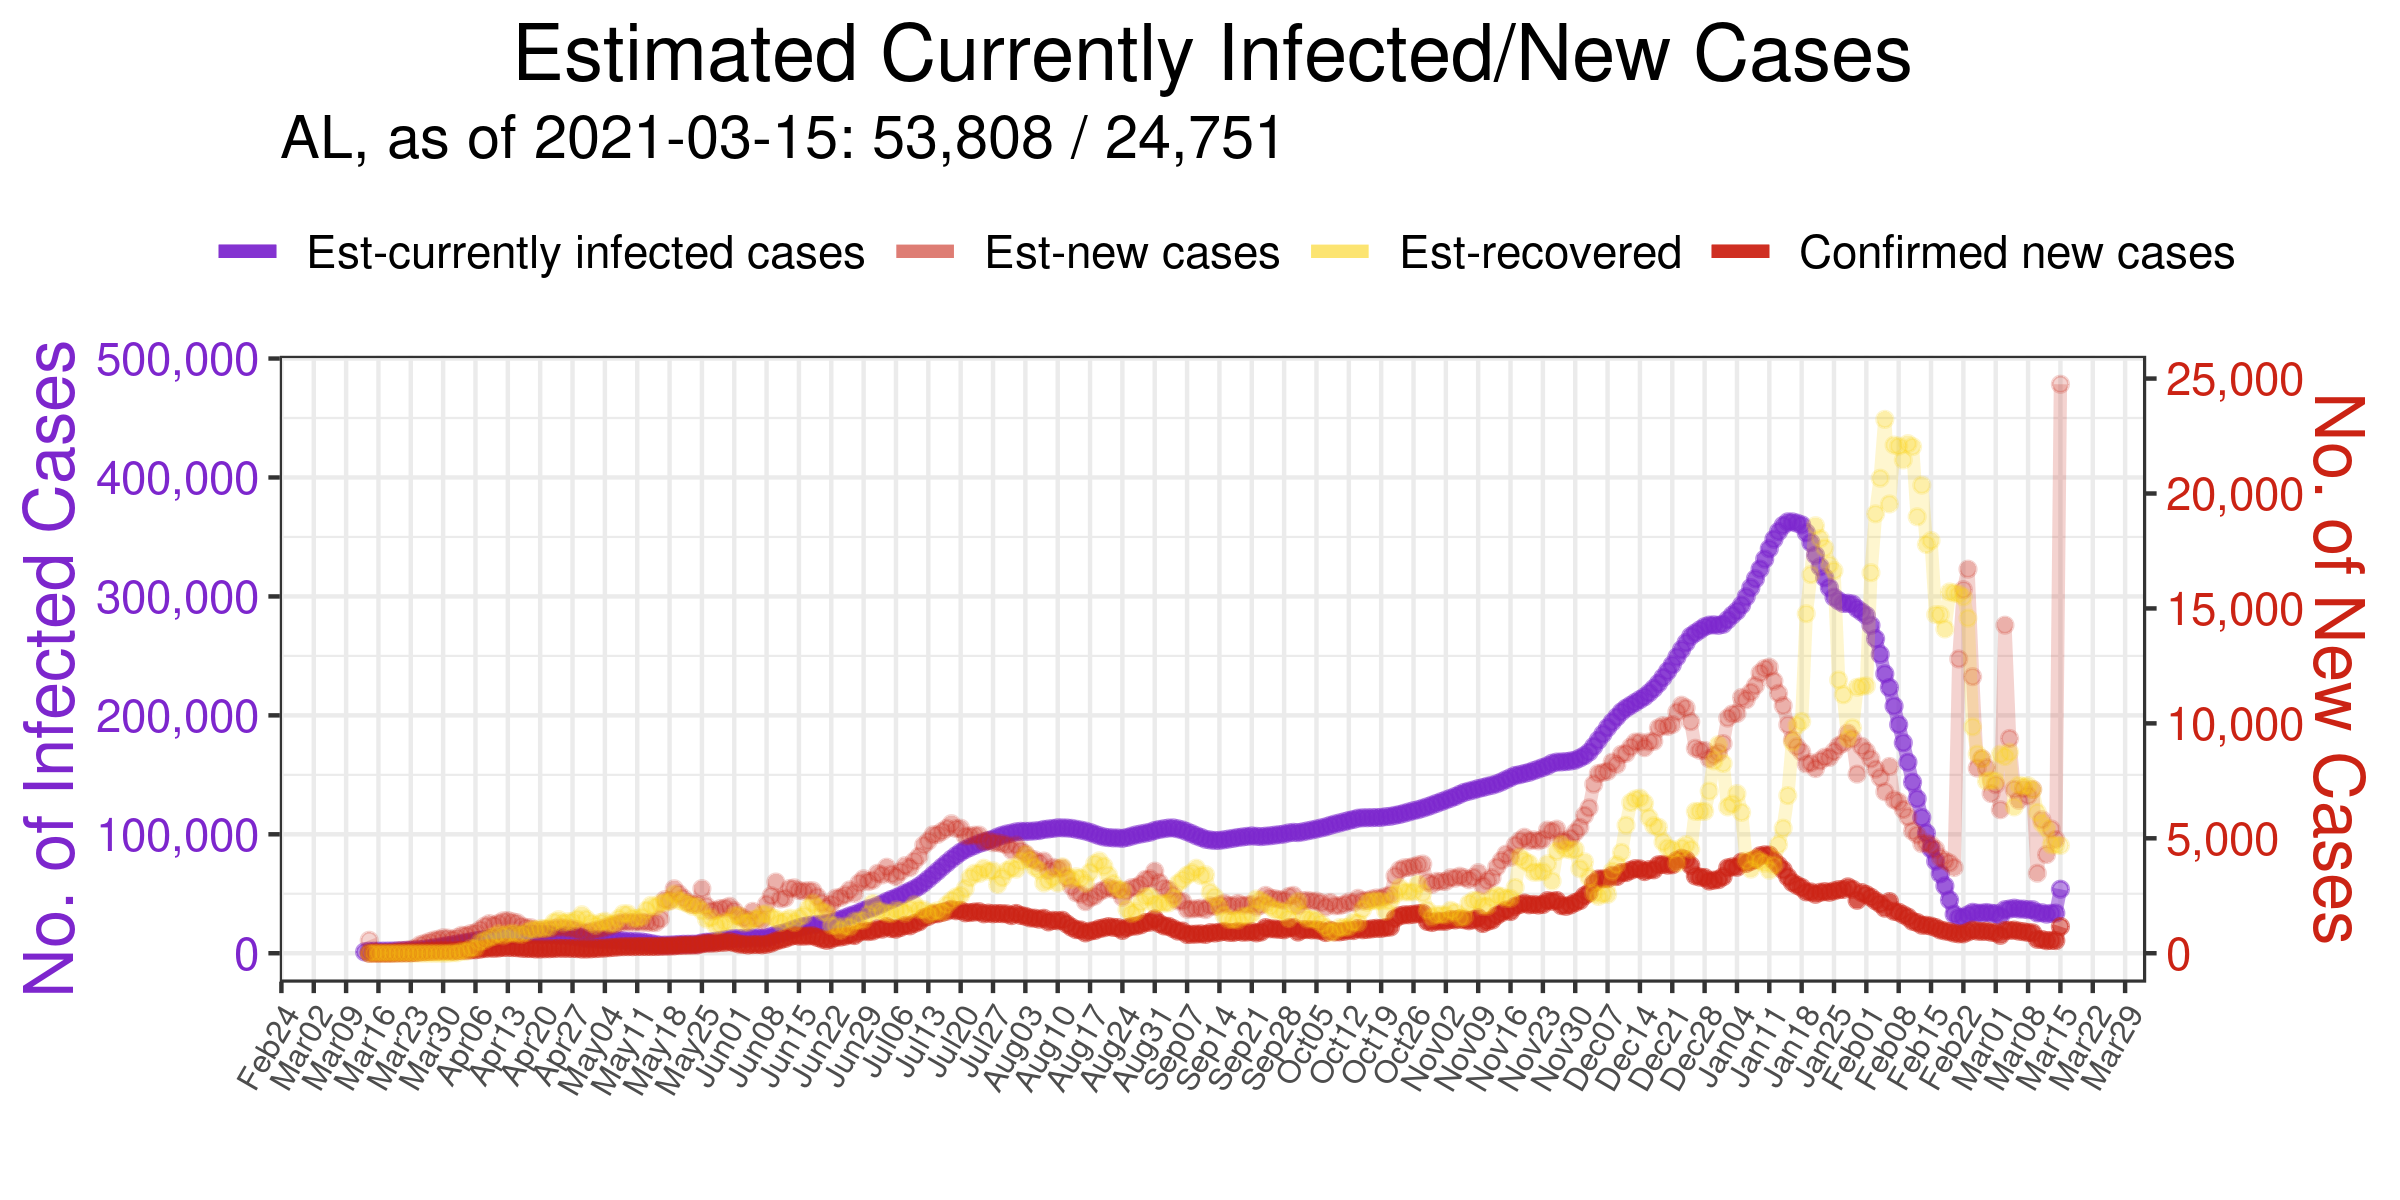 Estimated Currently Infected/New Cases
AL, as of 2021-03-15: 53,808 / 24,751
Est-currently infected cases
Est-new cases
Est-recovered
Confirmed new cases
No. of Infected Cases
500,000
400,000
300,000
200,000
100,000
0
25,000
20,000
15,000
10,000
5,000
0
No. of New Cases
Feb24
Mar02
Mar09
Mar16
Mar23
Mar30
Apr06
Apr13
Apr20
Apr27
May04
May11
May18
May25
Jun01
Jun08
Jun15
Jun22
Jun29
Jul06
Jul13
Jul20
Jul27
Aug03
Aug10
Aug17
Aug24
Aug31
Sep07
Sep14
Sep21
Sep28
Oct05
Oct12
Oct19
Oct26
Nov02
Nov09
Nov16
Nov23
Nov30
Dec07
Dec14
Dec21
Dec28
Jan04
Jan11
Jan18
Jan25
Feb01
Feb08
Feb15
Feb22
Mar01
Mar08
Mar15
Mar22
Mar29